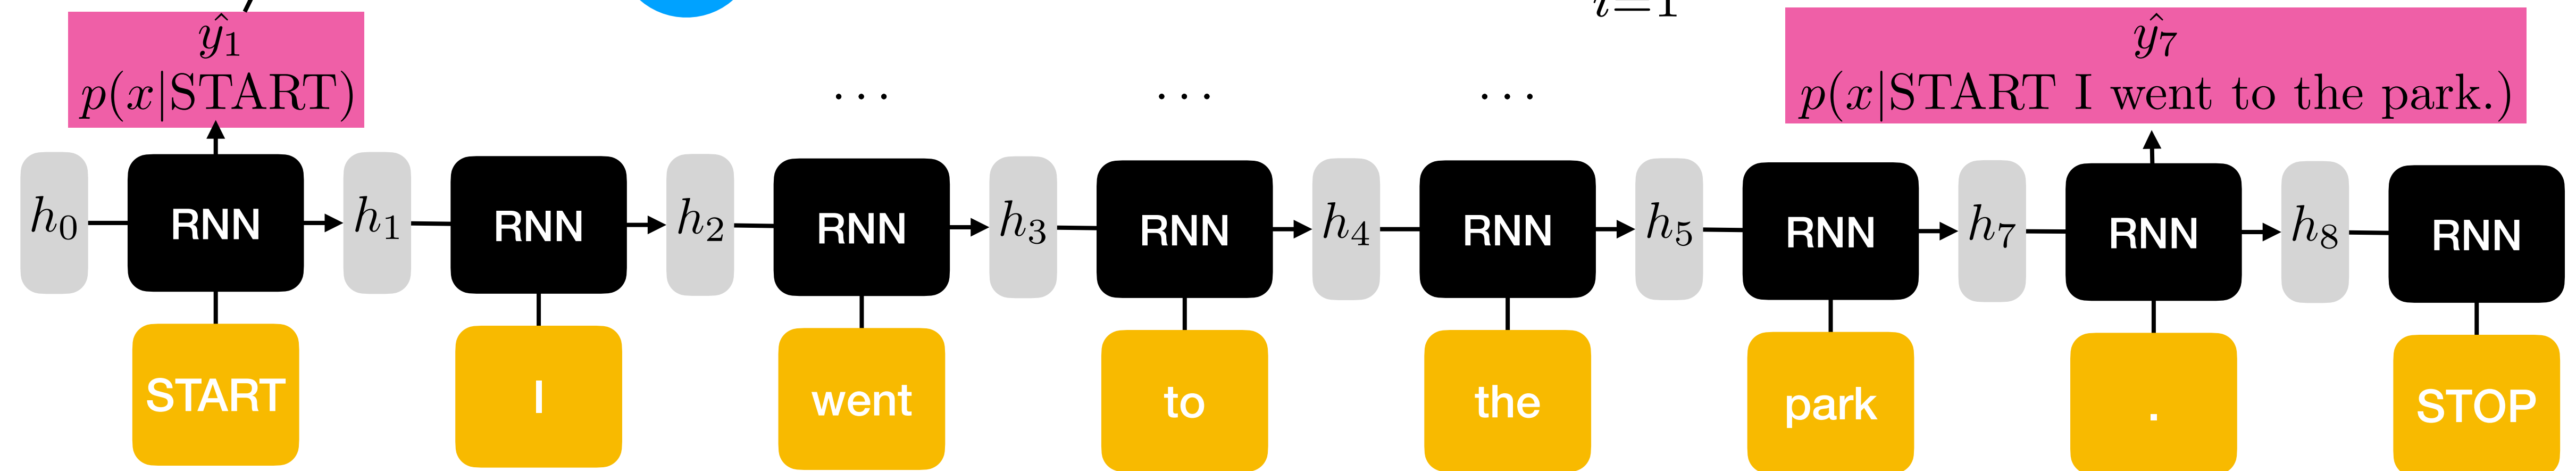 i=1
ŷ₁
p(x|START)
ŷ₇
p(x|START I went to the park.)
... ... ...
h₀ RNN h₁ RNN h₂ RNN h₃ RNN h₄ RNN h₅ RNN h₇ RNN h₈ RNN
START I went to the park . STOP